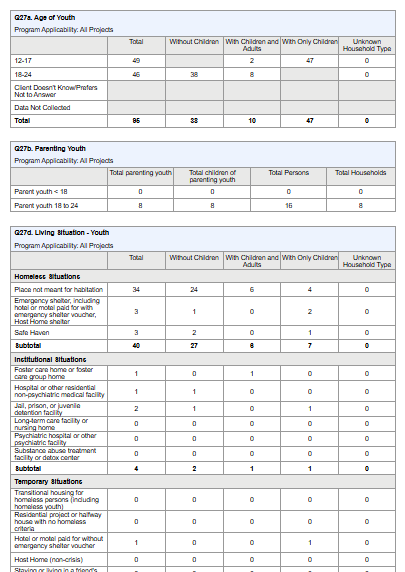 Q27a. Age of Youth
Program Applicability: All Projects
Total Without Children With Children and Adults With Only Children Unknown Household Type
12-17 49 2 47 0
18-24 46 38 8 0
Client Doesn't Know/Prefers Not to Answer
Data Not Collected
Total 95 38 10 47 0
Q27b. Parenting Youth
Program Applicability: All Projects
Total parenting youth Total children of parenting youth Total Persons Total Households
Parent youth < 18 0 0 0 0
Parent youth 18 to 24 8 8 16 8
Q27d. Living Situation - Youth
Program Applicability: All Projects
Total Without Children With Children and Adults With Only Children Unknown Household Type
Homeless Situations
Place not meant for habitation 34 24 6 4 0
Emergency shelter, including hotel or motel paid for with emergency shelter voucher, Host Home shelter 3 1 0 2 0
Safe Haven 3 2 0 1 0
Subtotal 40 27 6 7 0
Institutional Situations
Foster care home or foster care group home 1 0 1 0 0
Hospital or other residential non-psychiatric medical facility 1 1 0 0 0
Jail, prison, or juvenile detention facility 2 1 0 1 0
Long-term care facility or nursing home 0 0 0 0 0
Psychiatric hospital or other psychiatric facility 0 0 0 0 0
Substance abuse treatment facility or detox center 0 0 0 0 0
Subtotal 4 2 1 1 0
Temporary Situations
Transitional housing for homeless persons (including homeless youth) 0 0 0 0 0
Residential project or halfway house with no homeless criteria 0 0 0 0 0
Hotel or motel paid for without emergency shelter voucher 1 0 0 1 0
Host Home (non-crisis) 0 0 0 0 0
Staying or living in a friend's